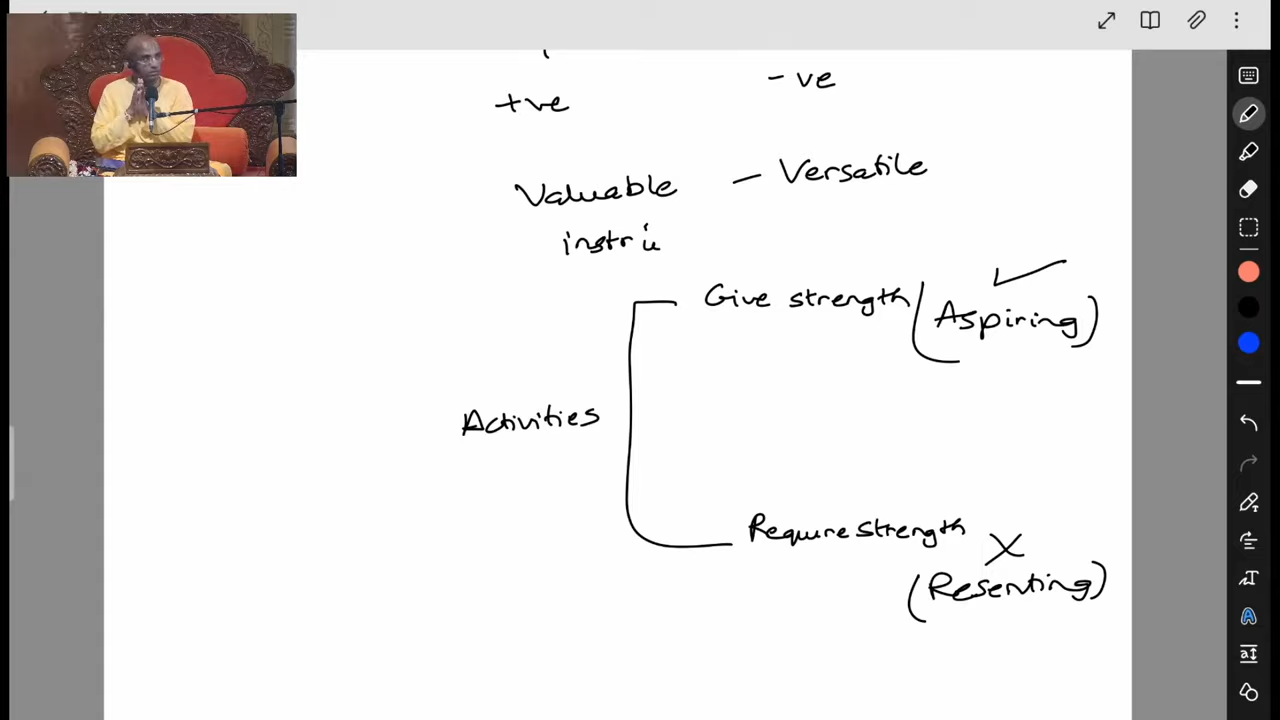 +ve
- ve
Valuable - Versatile
instru
Give strength (Aspiring)
Activities
Require strength
(Resenting)